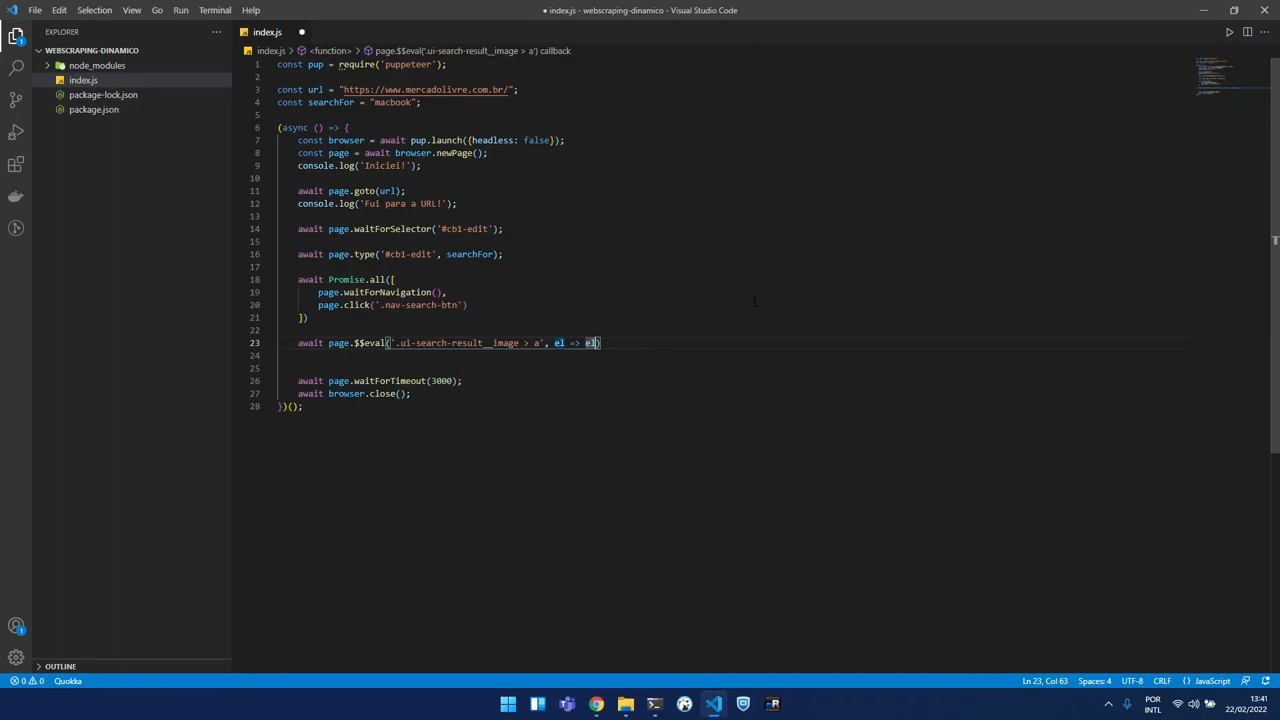 File Edit Selection View Go Run Terminal Help
● index.js - webscraping-dinamico - Visual Studio Code
EXPLORER
WEBSCRAPING-DINAMICO
node_modules
index.js
package-lock.json
package.json
OUTLINE
index.js
index.js > <function> > page.$$eval('.ui-search-result__image > a') callback
1 const pup = require('puppeteer');
2
3 const url = "https://www.mercadolivre.com.br/";
4 const searchFor = "macbook";
5
6 (async () => {
7 const browser = await pup.launch({headless: false});
8 const page = await browser.newPage();
9 console.log('Iniciei!');
10
11 await page.goto(url);
12 console.log('Fui para a URL!');
13
14 await page.waitForSelector('#cb1-edit');
15
16 await page.type('#cb1-edit', searchFor);
17
18 await Promise.all([
19 page.waitForNavigation(),
20 page.click('.nav-search-btn')
21 ])
22
23 await page.$$eval('.ui-search-result__image > a', el => el)
24
25
26 await page.waitForTimeout(3000);
27 await browser.close();
28 })();
0 0 Quokka
Ln 23, Col 63 Spaces: 4 UTF-8 CRLF {} JavaScript
POR
INTL
13:41
22/02/2022